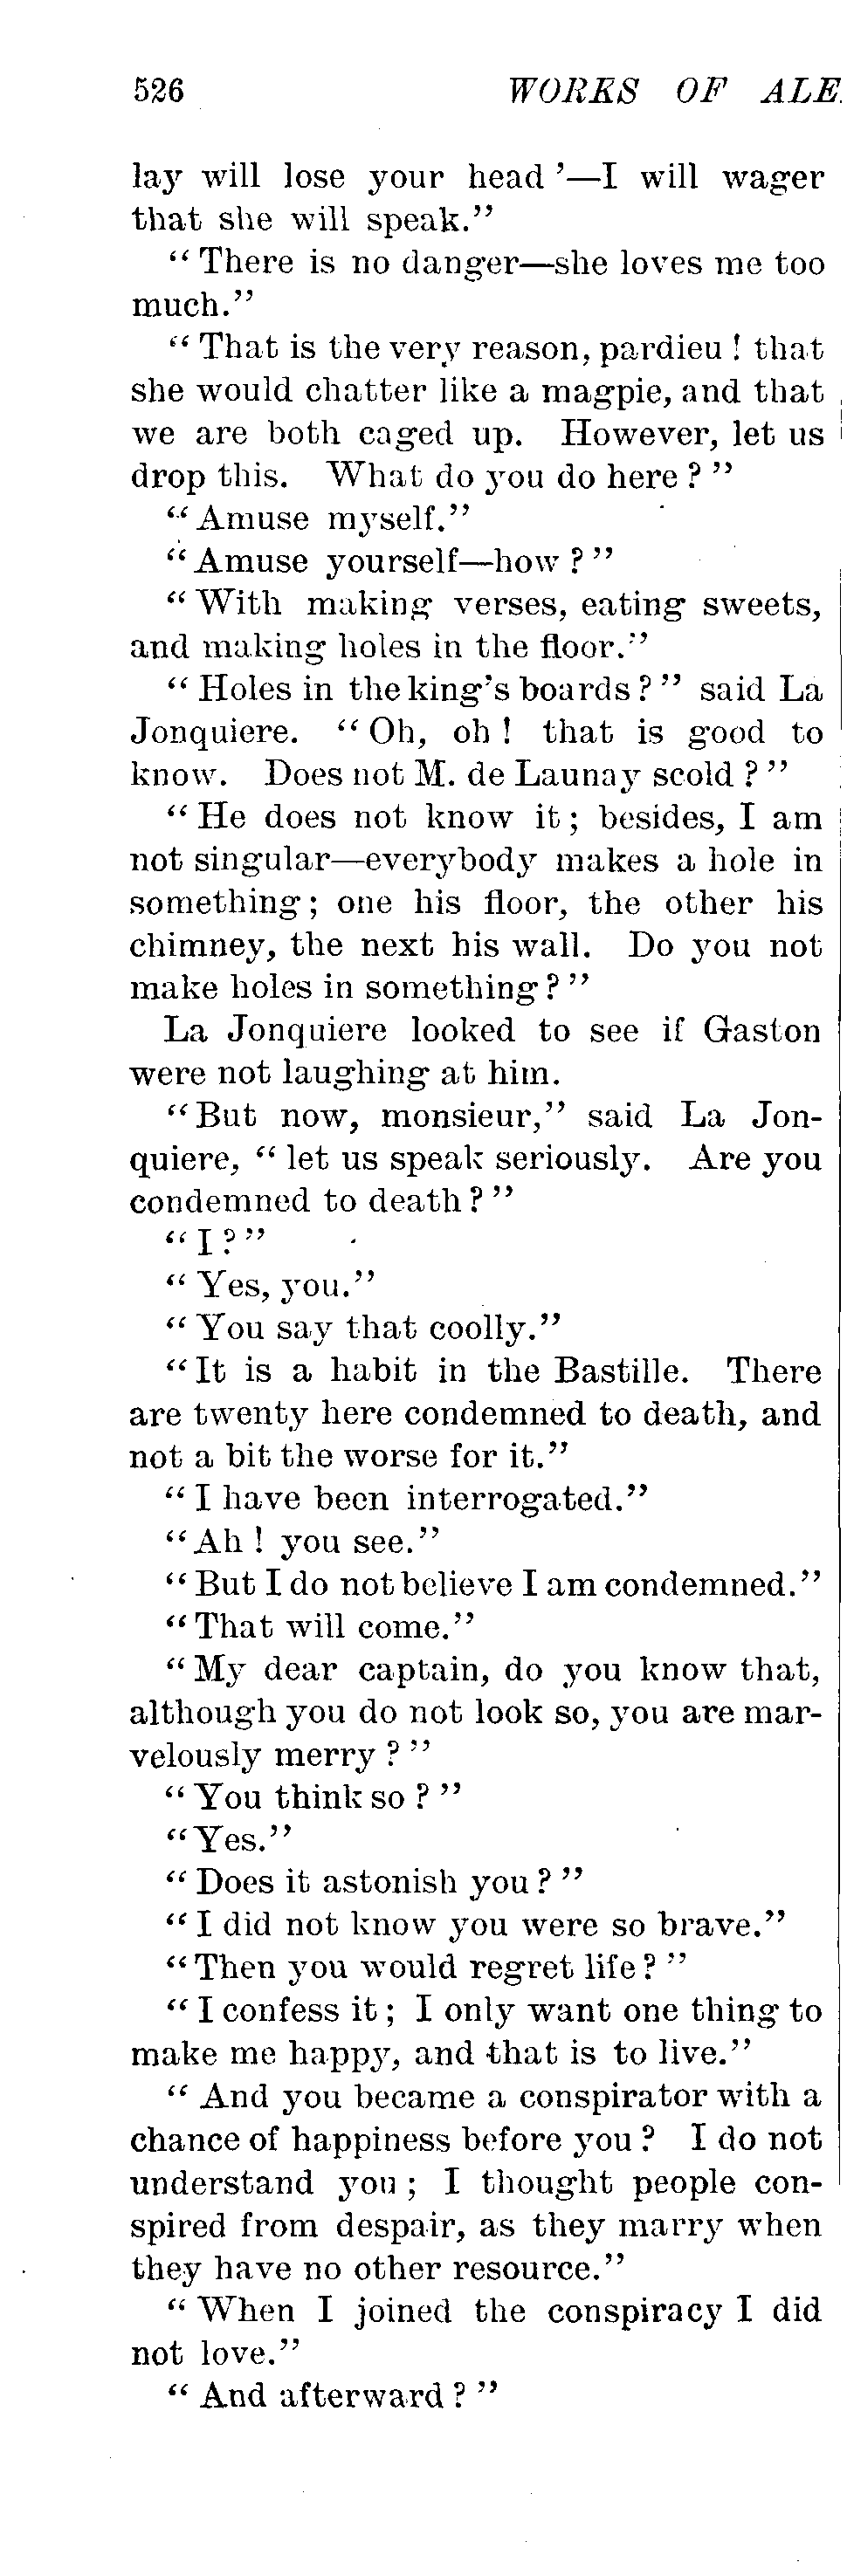 526 WORKS OF ALE
lay will lose your head ’—I will wager
that she will speak.”
“ There is no danger—she loves me too
much.”
“ That is the very reason, pardieu ! that
she would chatter like a magpie, and that
we are both caged up. However, let us
drop this. What do you do here ? ”
“ Amuse myself.”
“ Amuse yourself—how ? ”
“ With making verses, eating sweets,
and making holes in the floor.”
“ Holes in the king’s boards ? ” said La
Jonquiere. “ Oh, oh ! that is good to
know. Does not M. de Launay scold ? ”
“ He does not know it ; besides, I am
not singular—everybody makes a hole in
something ; one his floor, the other his
chimney, the next his wall. Do you not
make holes in something ? ”
La Jonquiere looked to see if Gaston
were not laughing at him.
“ But now, monsieur,” said La Jon-
quiere, “ let us speak seriously. Are you
condemned to death ? ”
“ I ? ”
“ Yes, you.”
“ You say that coolly.”
“ It is a habit in the Bastille. There
are twenty here condemned to death, and
not a bit the worse for it.”
“ I have been interrogated.”
“ Ah ! you see.”
“ But I do not believe I am condemned.”
“ That will come.”
“ My dear captain, do you know that,
although you do not look so, you are mar-
velously merry ? ”
“ You think so ? ”
“ Yes.”
“ Does it astonish you ? ”
“ I did not know you were so brave.”
“ Then you would regret life ? ”
“ I confess it ; I only want one thing to
make me happy, and that is to live.”
“ And you became a conspirator with a
chance of happiness before you ? I do not
understand you ; I thought people con-
spired from despair, as they marry when
they have no other resource.”
“ When I joined the conspiracy I did
not love.”
“ And afterward ? ”